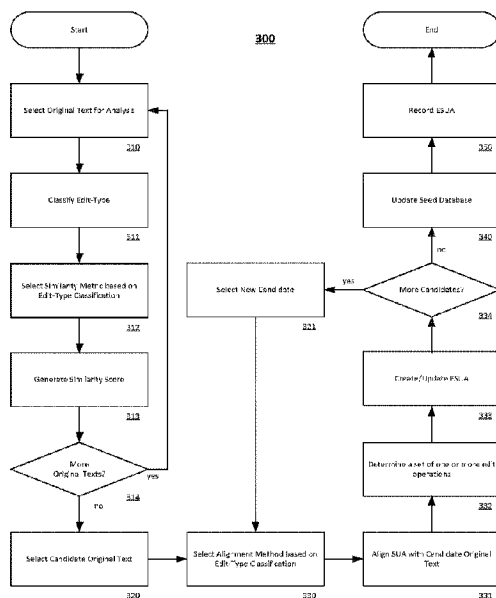 Start
300
End
Select Original Text for Analysis
310
Record ESUA
350
Classify Edit-Type
311
Update Seed Database
340
no
Select Similarity Metric based on
Edit-Type Classification
312
Select New Candidate
321
yes
More Candidates?
334
Generate Similarity Score
313
Create/Update ESUA
333
More
Original Texts?
314
yes
no
Determine a set of one or more edit
operations
332
Select Candidate Original Text
320
Select Alignment Method based on
Edit-Type Classification
330
Align SUA with Candidate Original
Text
331